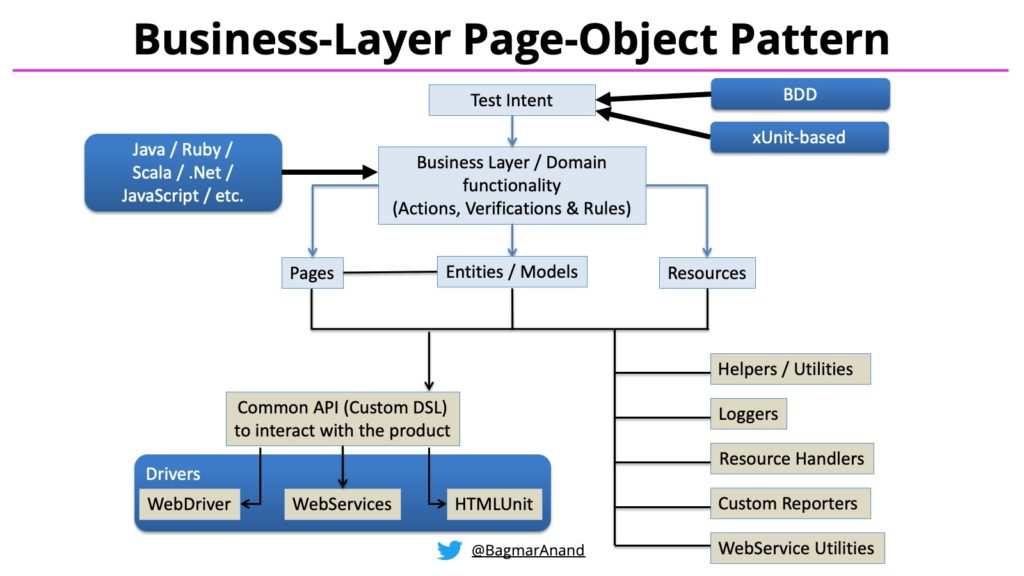 Business-Layer Page-Object Pattern
Test Intent
BDD
xUnit-based
Java / Ruby /
Scala / .Net /
JavaScript / etc.
Business Layer / Domain
functionality
(Actions, Verifications & Rules)
Pages
Entities / Models
Resources
Helpers / Utilities
Loggers
Resource Handlers
Custom Reporters
WebService Utilities
Common API (Custom DSL)
to interact with the product
Drivers
WebDriver
WebServices
HTMLUnit
@BagmarAnand